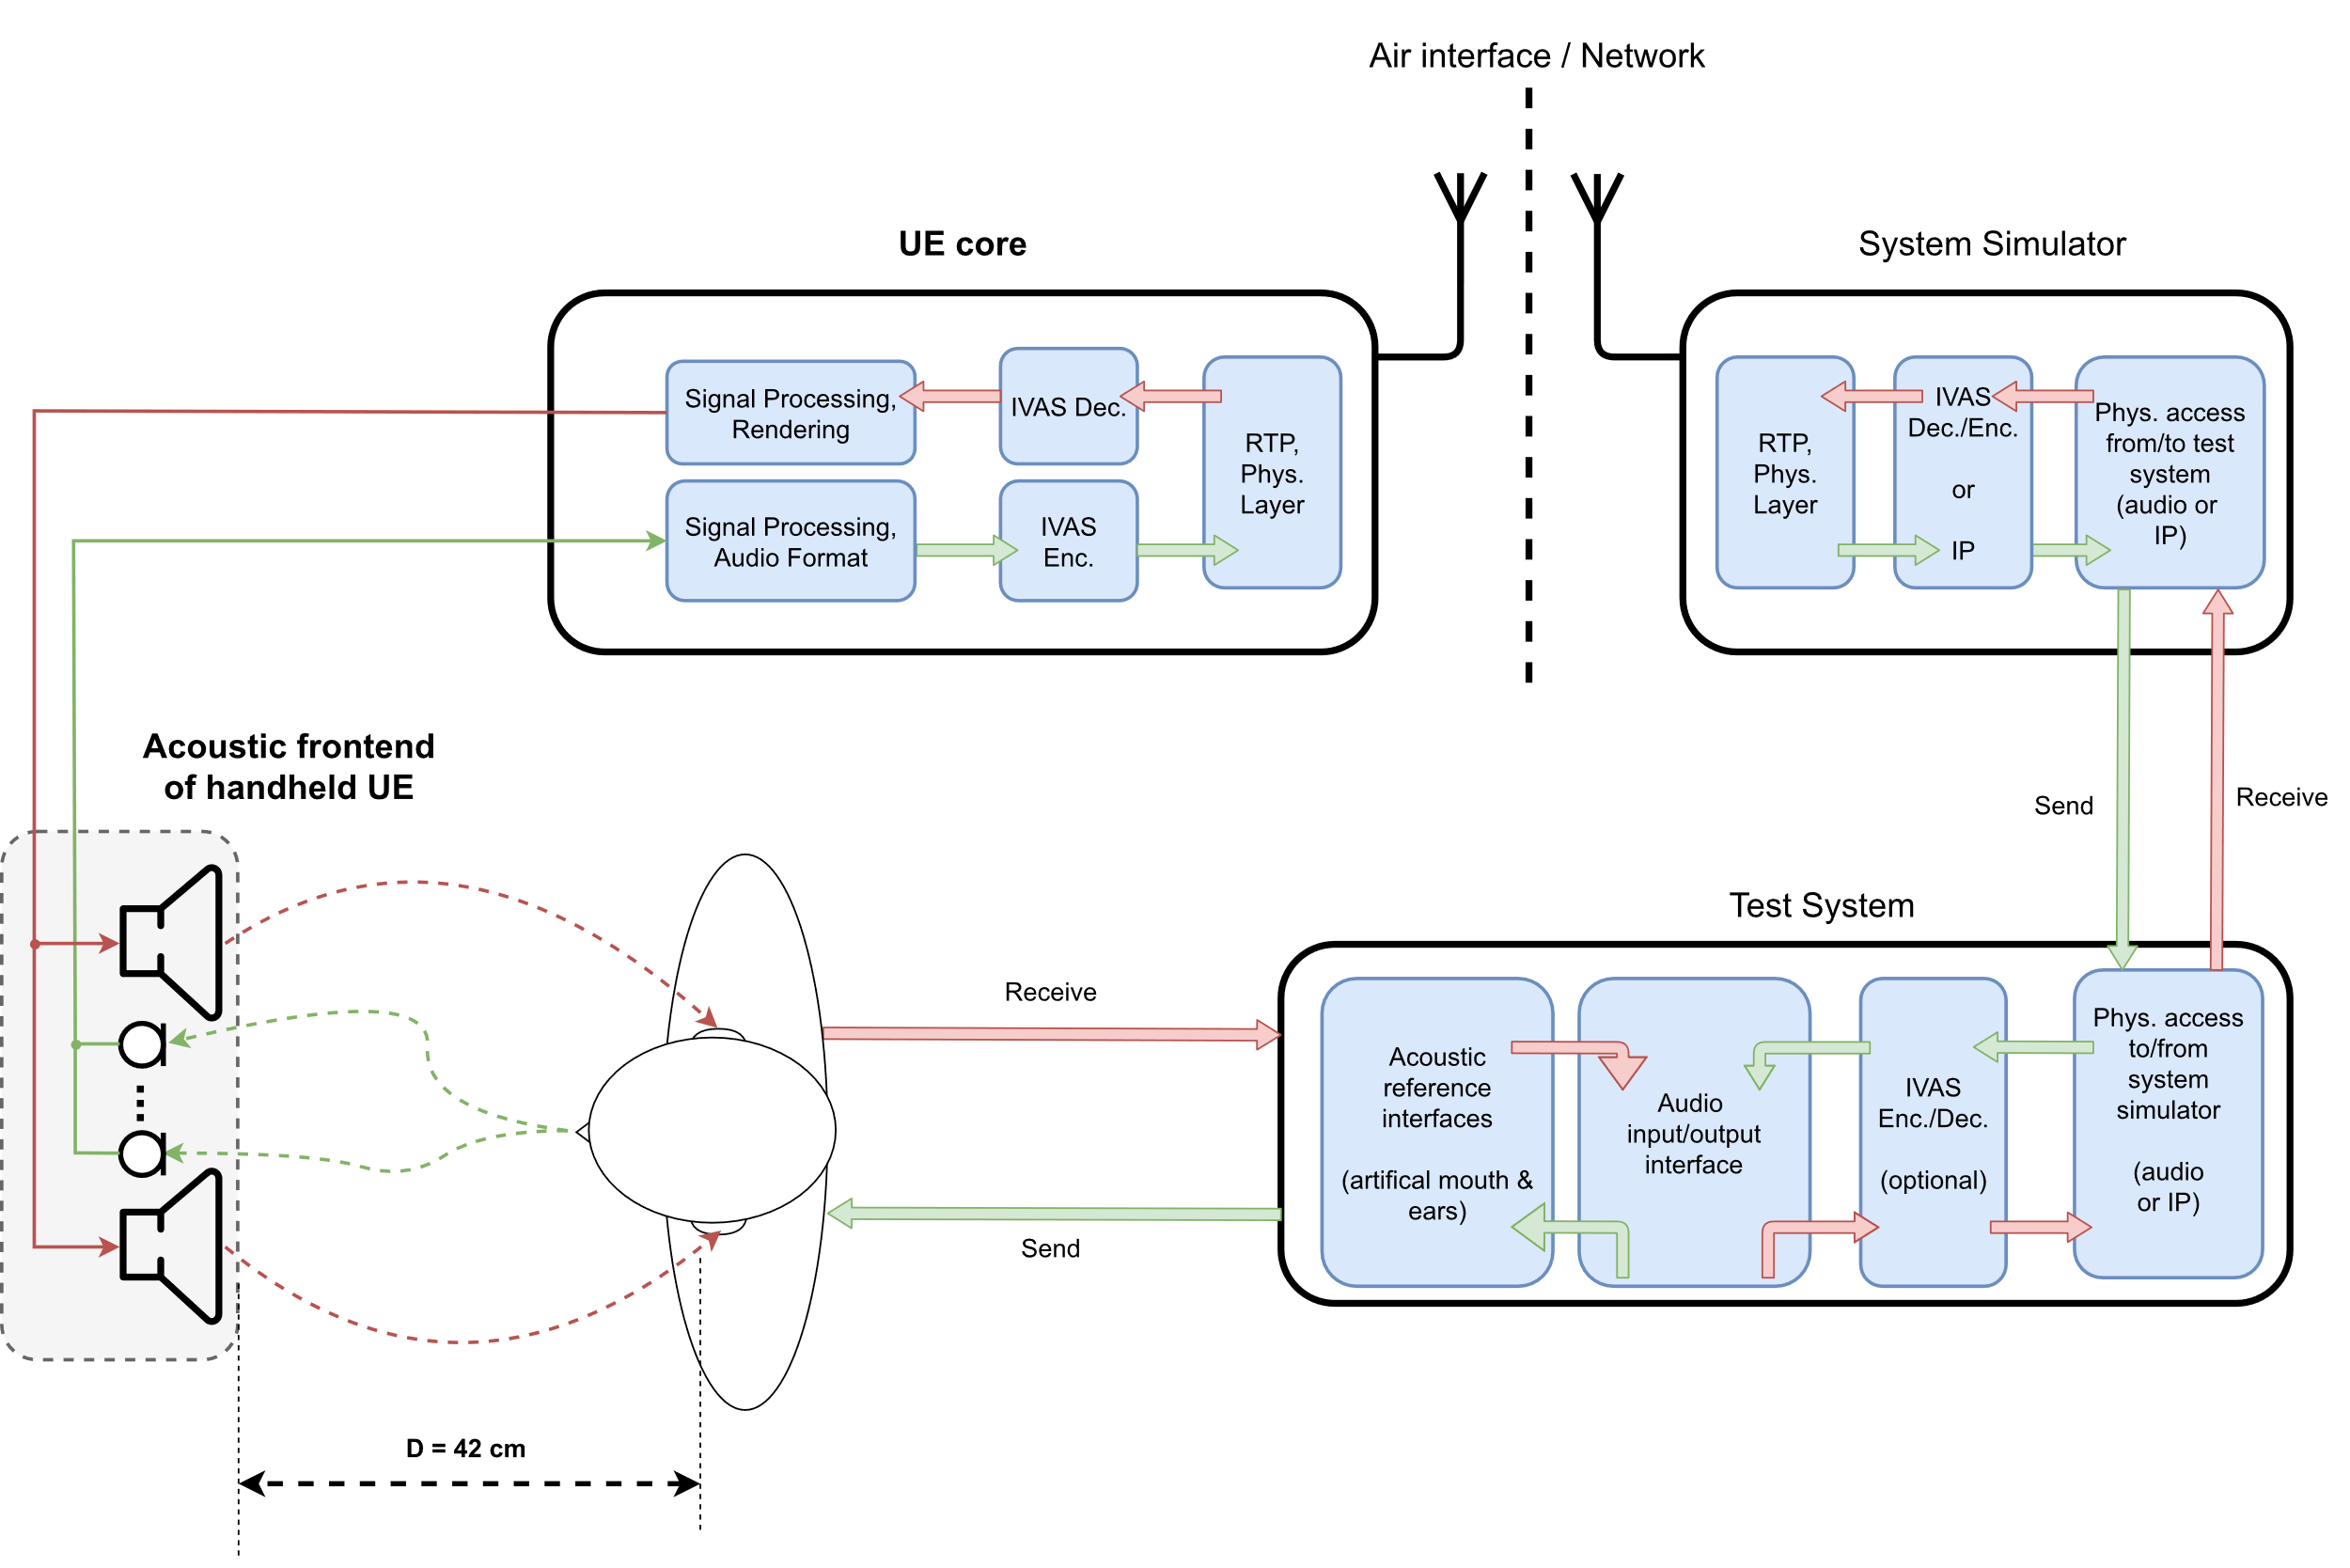 Air interface / Network
UE core
System Simulator
Signal Processing,
Rendering
IVAS Dec.
RTP,
Phys.
Layer
Signal Processing,
Audio Format
IVAS
Enc.
RTP,
Phys.
Layer
IVAS
Dec./Enc.
or
IP
Phys. access
from/to test
system
(audio or
IP)
Acoustic frontend
of handheld UE
Send
Receive
Test System
Receive
Send
Acoustic
reference
interfaces
(artifical mouth &
ears)
Audio
input/output
interface
IVAS
Enc./Dec.
(optional)
Phys. access
to/from
system
simulator
(audio
or IP)
D = 42 cm